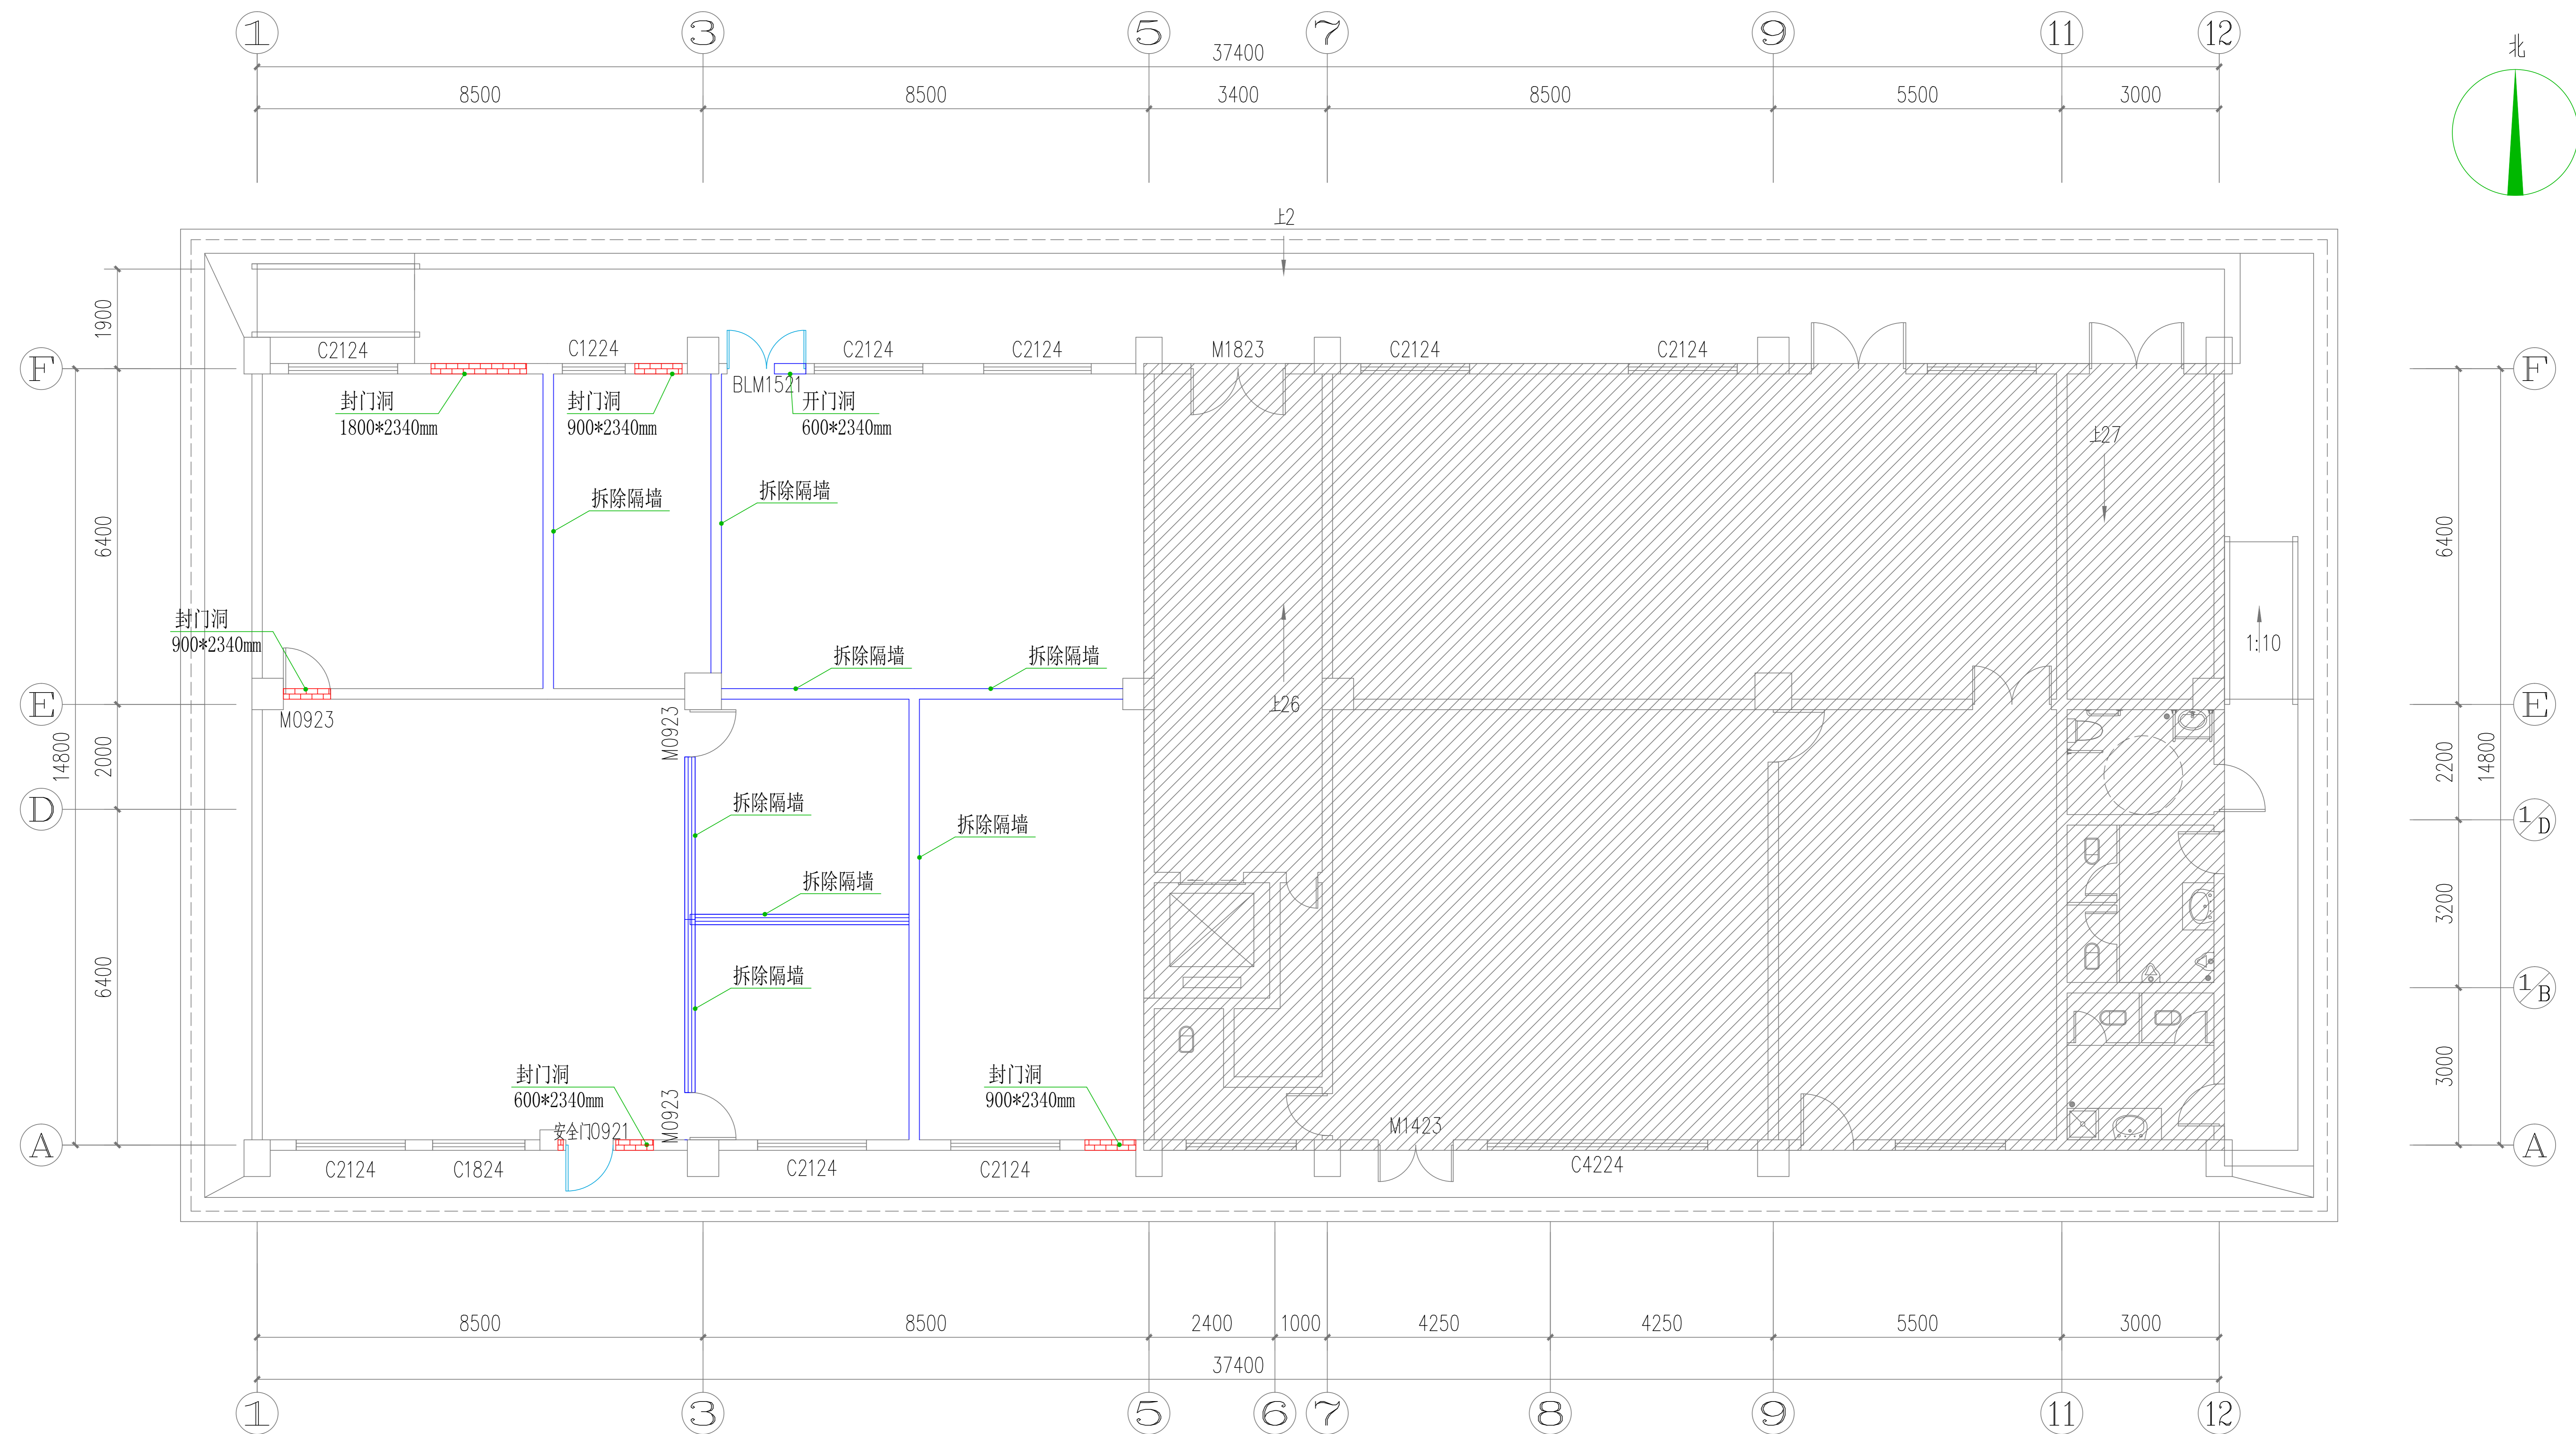 1 3 5 7 9 11 12
北
37400
8500 8500 3400 8500 5500 3000
上2
1900
C2124 C1224 C2124 C2124 M1823 C2124 C2124
F F
BLM1521
封门洞
1800*2340mm
封门洞
900*2340mm
开门洞
600*2340mm
上27
拆除隔墙
拆除隔墙
6400 6400
封门洞
900*2340mm
1:10
拆除隔墙
拆除隔墙
E E
M0923
M0923
上26
14800
2000
2200
14800
拆除隔墙
D
1/D
拆除隔墙
拆除隔墙
3200
6400
拆除隔墙
1/B
3000
封门洞
600*2340mm
封门洞
900*2340mm
M0923
安全门0921
M1423
A A
C2124 C1824 C2124 C2124 C4224
8500 8500 2400 1000 4250 4250 5500 3000
37400
1 3 5 6 7 8 9 11 12